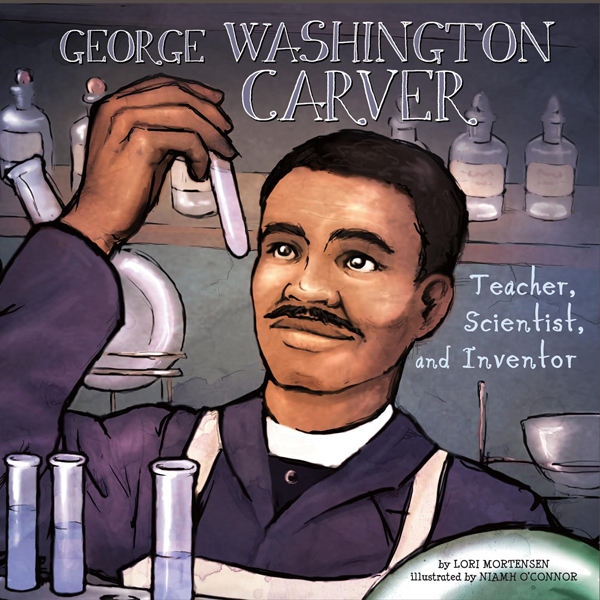 GEORGE WASHINGTON
CARVER
Teacher,
Scientist,
and Inventor
by LORI MORTENSEN
illustrated by NIAMH O'CONNOR